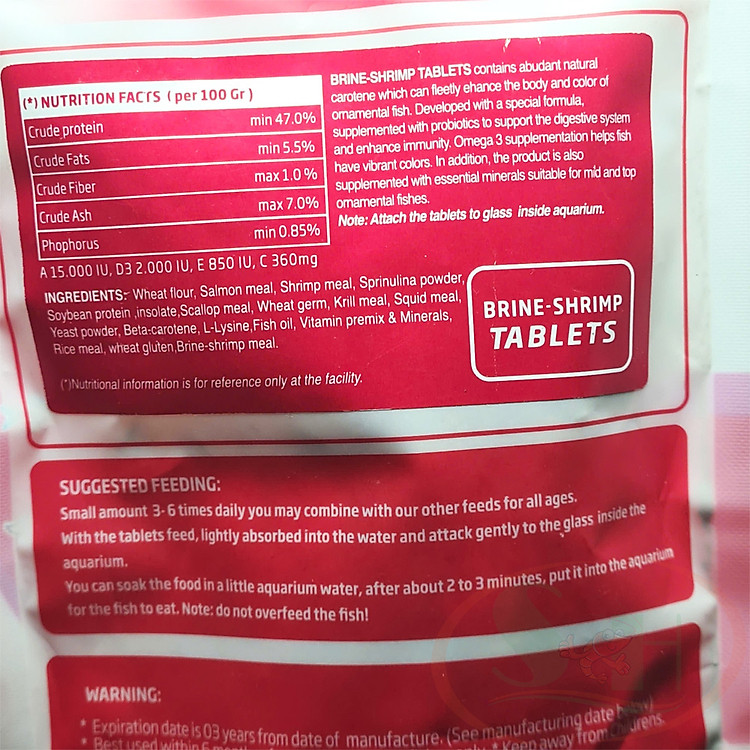 (*) NUTRITION FACTS ( per 100 Gr )
Crude protein min 47.0%
Crude Fats min 5.5%
Crude Fiber max 1.0 %
Crude Ash max 7.0%
Phophorus min 0.85%
A 15.000 IU, D3 2.000 IU, E 850 IU, C 360mg
BRINE-SHRIMP TABLETS contains abudant natural
carotene which can fleetly ehance the body and color of
ornamental fish. Developed with a special formula,
supplemented with probiotics to support the digestive system
and enhance immunity. Omega 3 supplementation helps fish
have vibrant colors. In addition, the product is also
supplemented with essential minerals suitable for mid and top
ornamental fishes.
Note: Attach the tablets to glass inside aquarium.
INGREDIENTS:- Wheat flour, Salmon meal, Shrimp meal, Sprinulina powder,
Soybean protein ,insolate,Scallop meal, Wheat germ, Krill meal, Squid meal,
Yeast powder, Beta-carotene, L-Lysine,Fish oil, Vitamin premix & Minerals,
Rice meal, wheat gluten,Brine-shrimp meal.
(*)Nutritional information is for reference only at the facility.
BRINE-SHRIMP
TABLETS
SUGGESTED FEEDING:
Small amount 3-6 times daily you may combine with our other feeds for all ages.
With the tablets feed, lightly absorbed into the water and attack gently to the glass inside the
aquarium.
You can soak the food in a little aquarium water, after about 2 to 3 minutes, put it into the aquarium
for the fish to eat. Note: do not overfeed the fish!
WARNING:
* Expiration date is 03 years from date of manufacture. (See manufacturing date below)
* Best used within 6 * Keep away from childrens.